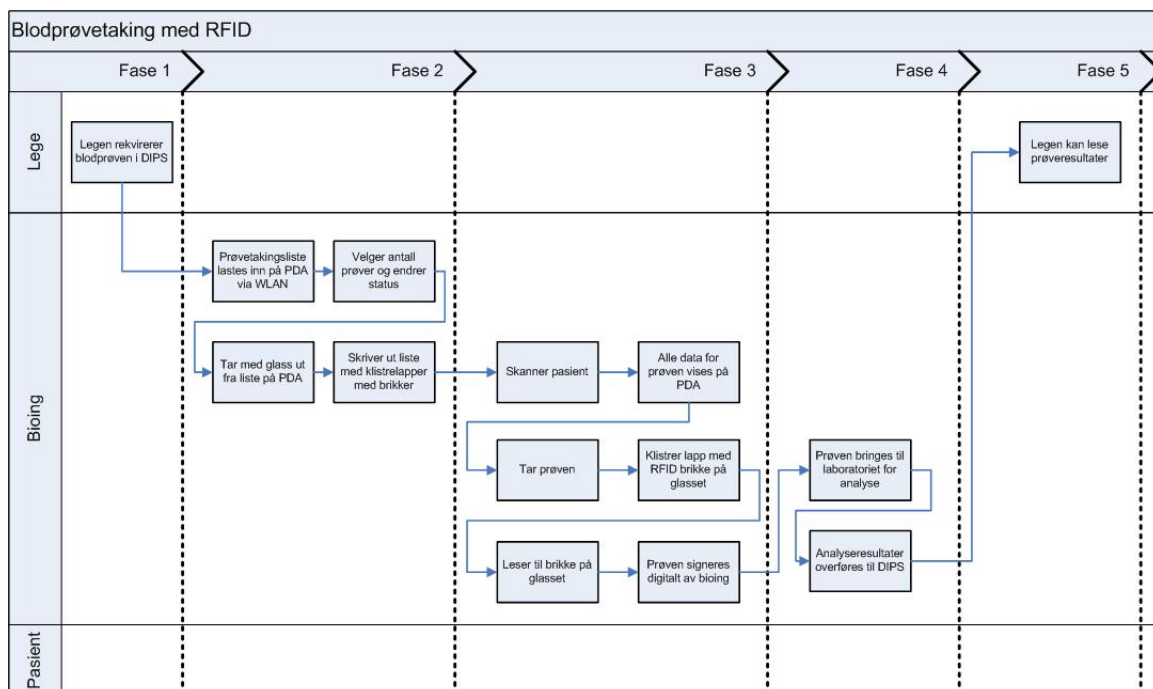 Blodprøvetaking med RFID
Fase 1
Fase 2
Fase 3
Fase 4
Fase 5
Lege
Legen rekvirerer
blodprøven i DIPS
Legen kan lese
prøveresultater
Bioing
Prøvetakingsliste
lastes inn på PDA
via WLAN
Velger antall
prøver og endrer
status
Tar med glass ut
fra liste på PDA
Skriver ut liste
med klistrelapper
med brikker
Skanner pasient
Alle data for
prøven vises på
PDA
Tar prøven
Klistrer lapp med
RFID brikke på
glasset
Prøven bringes til
laboratoriet for
analyse
Leser til brikke på
glasset
Prøven signeres
digitalt av bioing
Analyseresultater
overføres til DIPS
Pasient